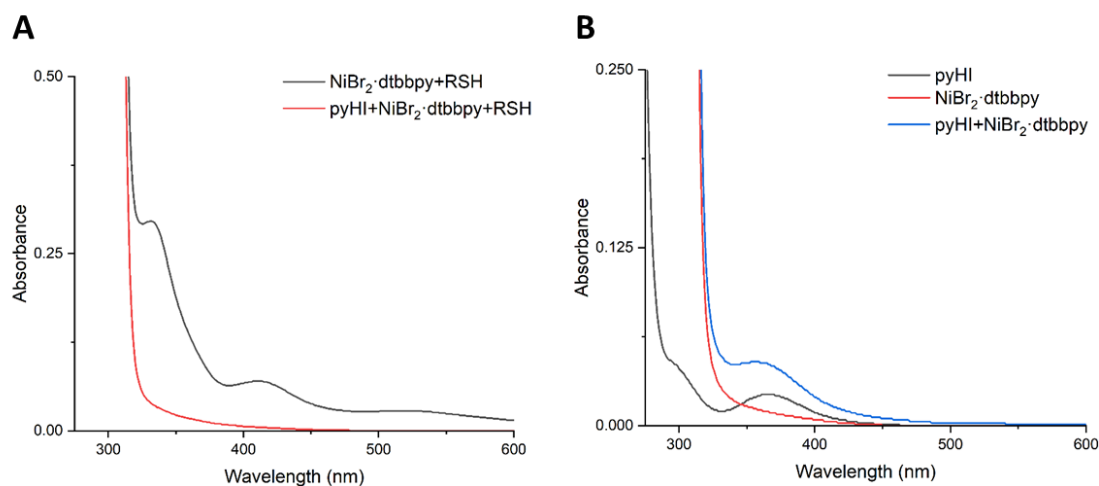 A
NiBr₂·dtbbpy+RSH
pyHI+NiBr₂·dtbbpy+RSH
0.50
0.25
0.00
Absorbance
300
400
500
600
Wavelength (nm)
B
pyHI
NiBr₂·dtbbpy
pyHI+NiBr₂·dtbbpy
0.250
0.125
0.000
Absorbance
300
400
500
600
Wavelength (nm)